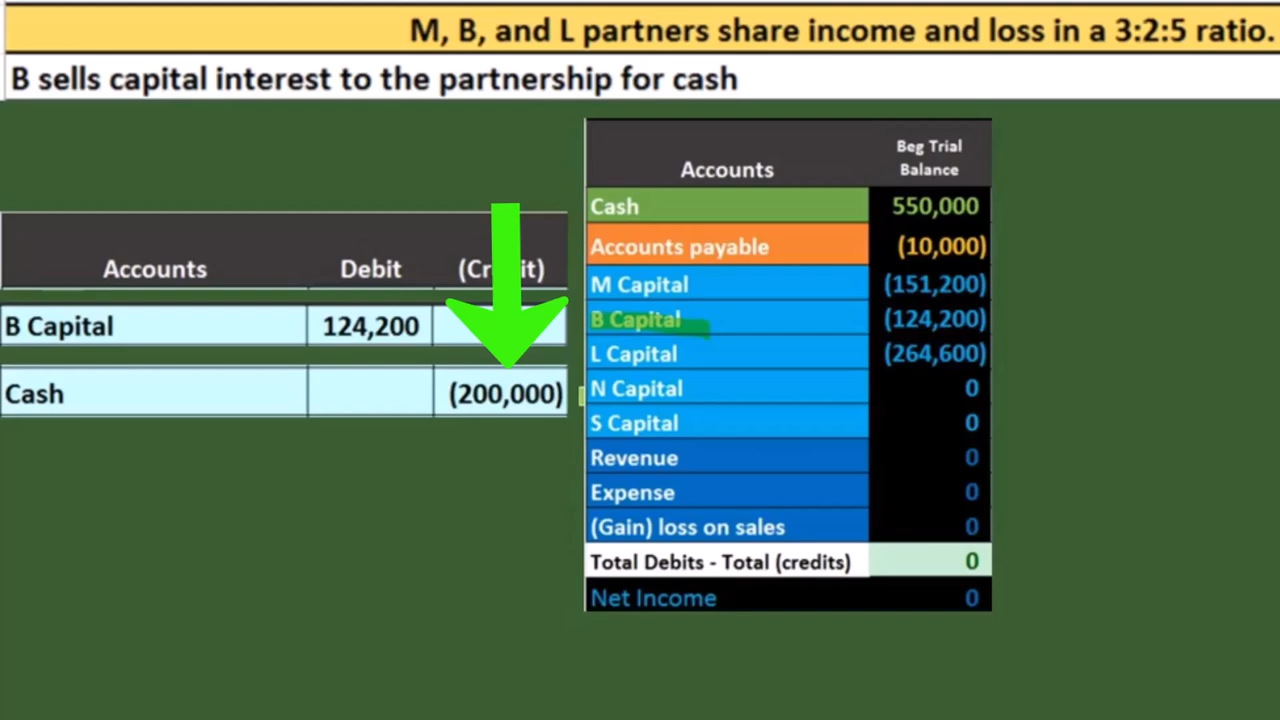 M, B, and L partners share income and loss in a 3:2:5 ratio.
B sells capital interest to the partnership for cash
Accounts Debit
B Capital 124,200
Cash (200,000)
Accounts Beg Trial Balance
Cash 550,000
Accounts payable (10,000)
M Capital (151,200)
B Capital (124,200)
L Capital (264,600)
N Capital 0
S Capital 0
Revenue 0
Expense 0
(Gain) loss on sales 0
Total Debits - Total (credits) 0
Net Income 0